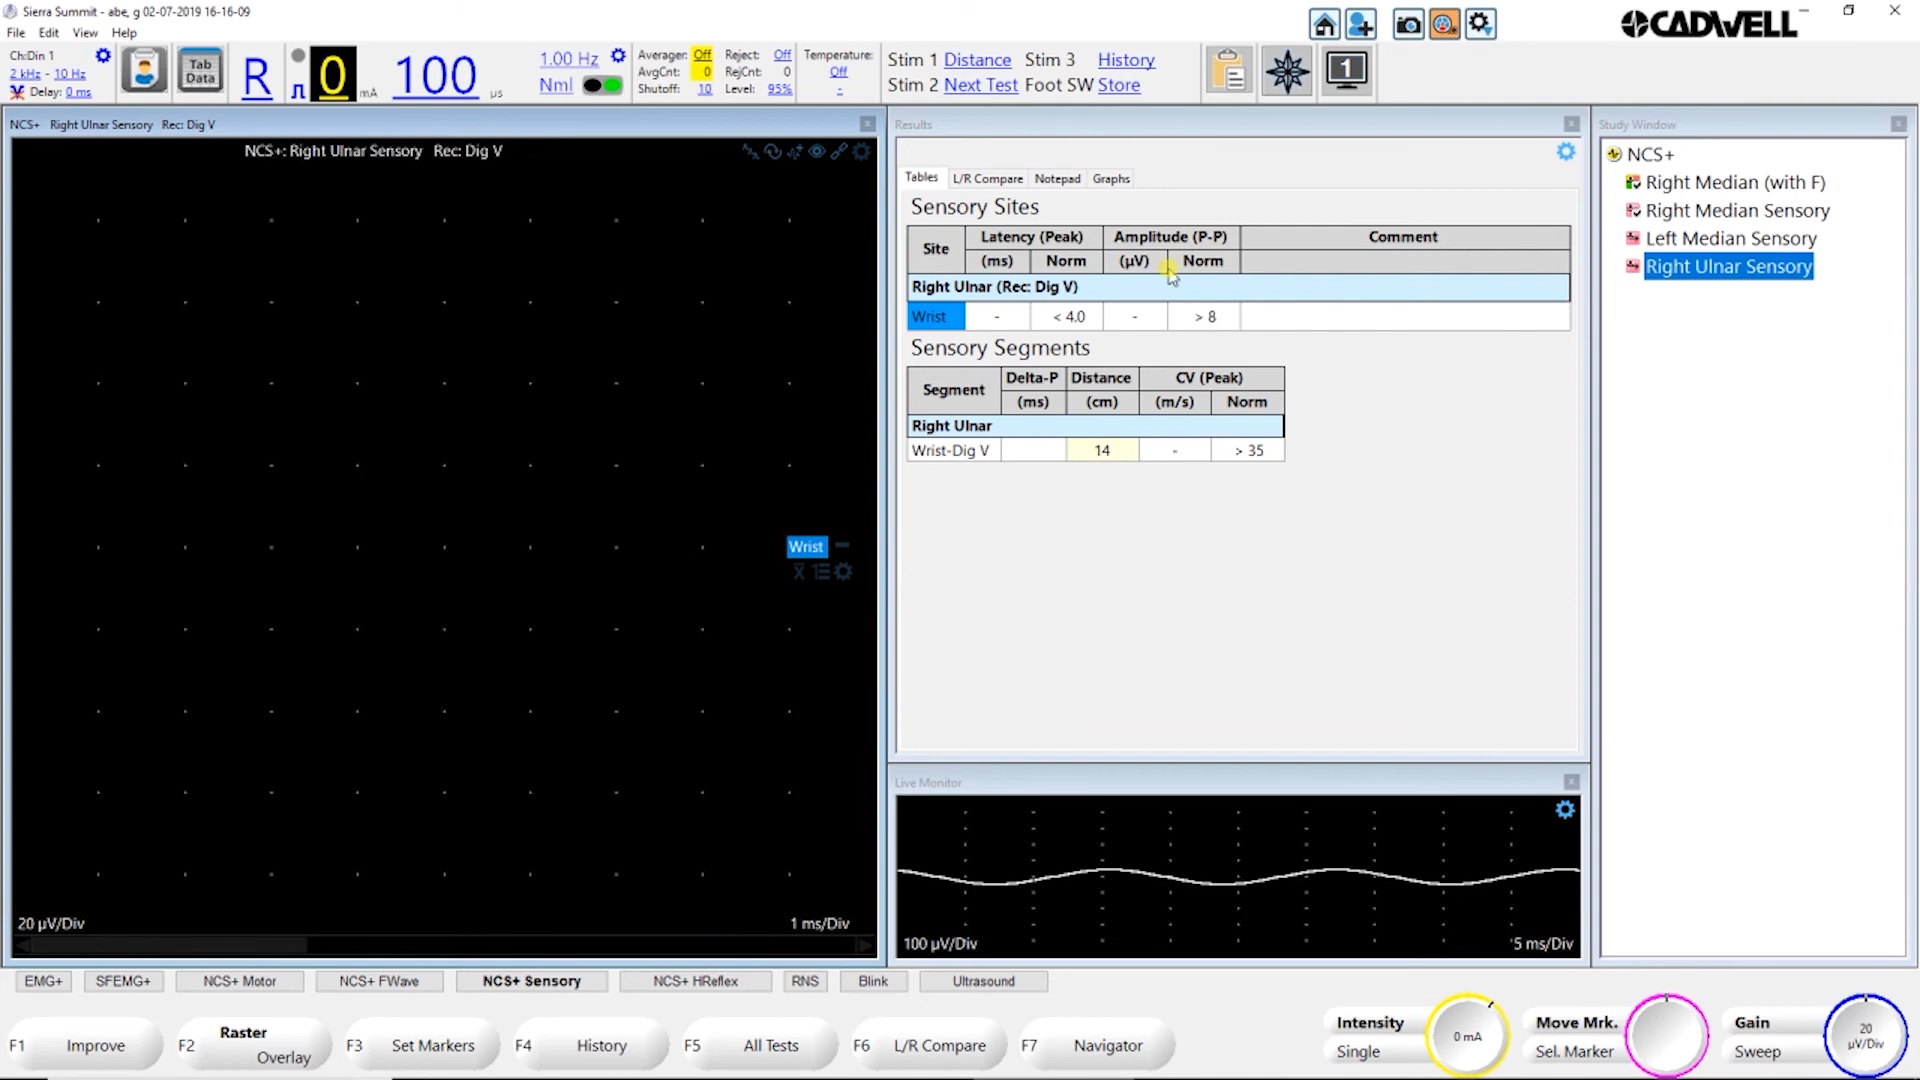 Sierra Summit - abe, g 02-07-2019 16-16-09
CADWELL
File Edit View Help
Ch:Din 1
2 kHz - 10 Hz
Delay: 0 ms
Tab Data
R
0 mA
100 µs
1.00 Hz
Nml
Averager: Off
AvgCnt: 0
Shutoff: 10
Reject: Off
RejCnt: 0
Level: 95%
Temperature:
Off
-
Stim 1 Distance Stim 3 History
Stim 2 Next Test Foot SW Store
1
NCS+ Right Ulnar Sensory Rec: Dig V
NCS+: Right Ulnar Sensory Rec: Dig V
Wrist
20 µV/Div
1 ms/Div
Results
Tables L/R Compare Notepad Graphs
Sensory Sites
Site Latency (Peak) Amplitude (P-P) Comment
(ms) Norm (µV) Norm
Right Ulnar (Rec: Dig V)
Wrist - < 4.0 - > 8
Sensory Segments
Segment Delta-P Distance CV (Peak)
(ms) (cm) (m/s) Norm
Right Ulnar
Wrist-Dig V 14 - > 35
Live Monitor
100 µV/Div
5 ms/Div
Study Window
NCS+
Right Median (with F)
Right Median Sensory
Left Median Sensory
Right Ulnar Sensory
EMG+ SFEMG+ NCS+ Motor NCS+ FWave NCS+ Sensory NCS+ HReflex RNS Blink Ultrasound
F1 Improve
F2 Raster Overlay
F3 Set Markers
F4 History
F5 All Tests
F6 L/R Compare
F7 Navigator
Intensity
Single
0 mA
Move Mrk.
Sel. Marker
Gain
Sweep
20 µV/Div